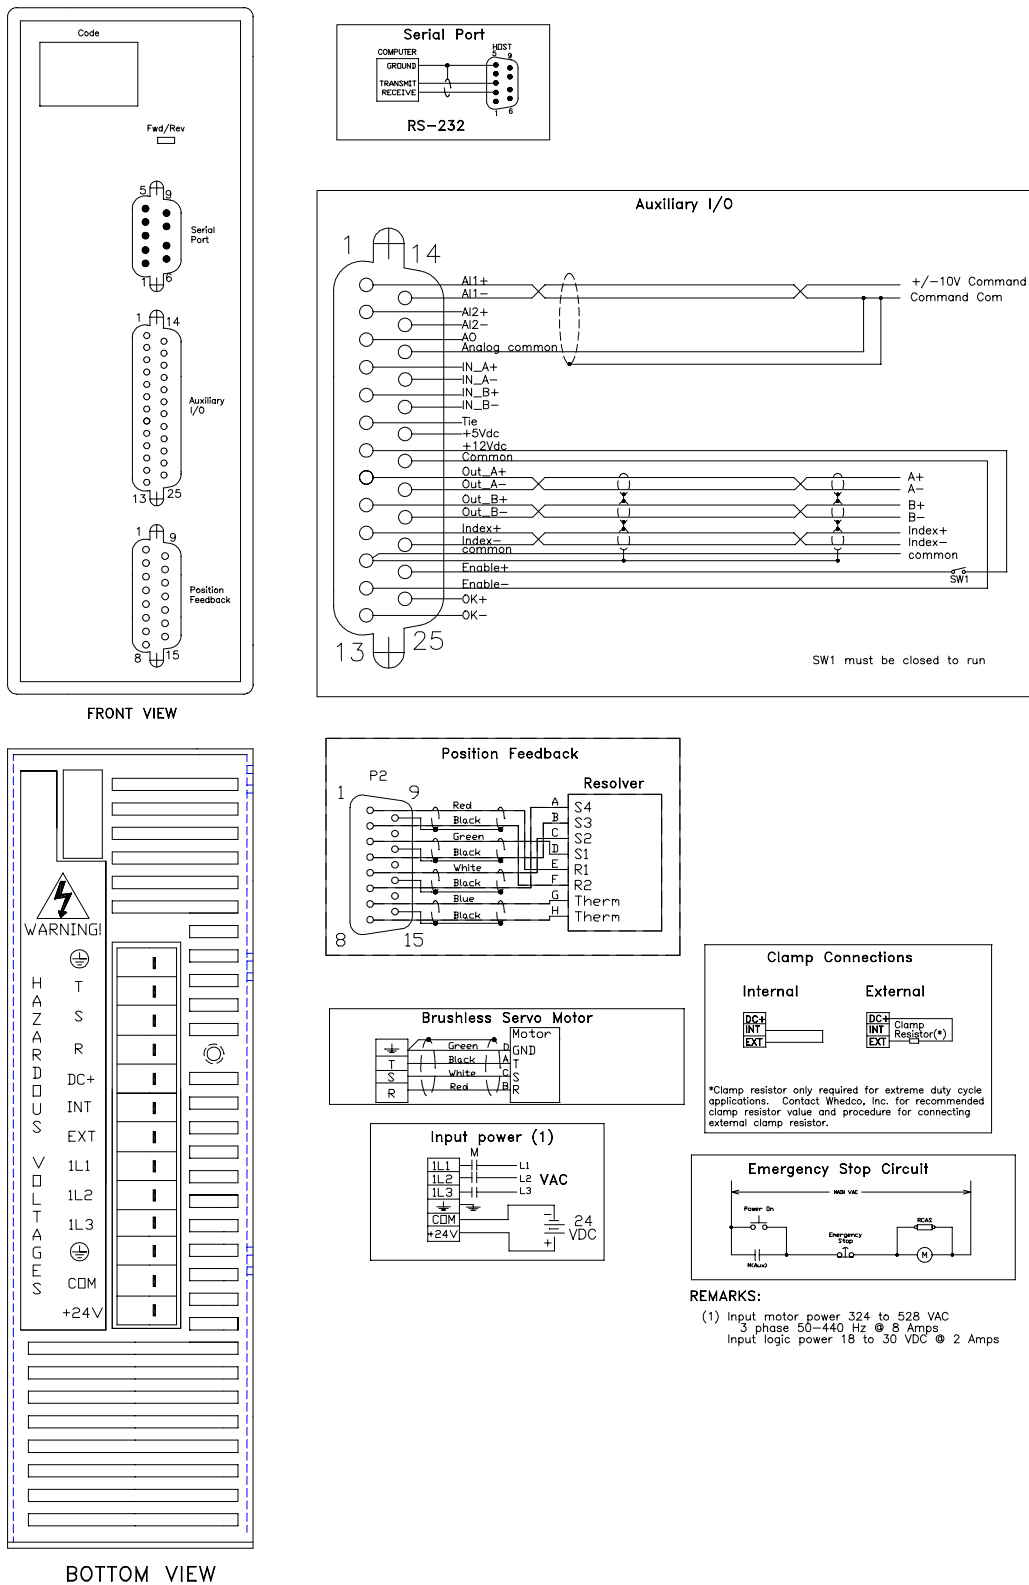 Code
Fwd/Rev
5 9
Serial
Port
1 6
1 14
Auxiliary
I/O
13 25
1 9
Position
Feedback
8 15
FRONT VIEW
Serial Port
COMPUTER
HOST
5 9
GROUND
TRANSMIT
RECEIVE
1 6
RS-232
Auxiliary I/O
1 14
AI1+
AI1-
+/-10V Command
Command Com
AI2+
AI2-
AO
Analog common
IN_A+
IN_A-
IN_B+
IN_B-
Tie
+5Vdc
+12Vdc
Common
Out_A+ A+
Out_A- A-
Out_B+ B+
Out_B- B-
Index+ Index+
Index- Index-
common common
Enable+
SW1
Enable-
OK+
OK-
13 25
SW1 must be closed to run
WARNING!
HAZARDOUS VOLTAGES
T
S
R
DC+
INT
EXT
1L1
1L2
1L3
COM
+24V
BOTTOM VIEW
Position Feedback
P2
Resolver
1 9
Red A S4
Black B S3
Green C S2
Black D S1
White E R1
Black F R2
Blue G Therm
Black H Therm
8 15
Brushless Servo Motor
Motor
Green D GND
T Black A T
S White C S
R Red B R
Input power (1)
M
1L1 L1
1L2 L2 VAC
1L3 L3
COM
+24V
-
+
24
VDC
Clamp Connections
Internal External
DC+
INT
EXT
DC+
INT
EXT
Clamp
Resistor(*)
*Clamp resistor only required for extreme duty cycle
applications. Contact Whedco, Inc. for recommended
clamp resistor value and procedure for connecting
external clamp resistor.
Emergency Stop Circuit
MAIN VAC
Power On
RCAS
Emergency
Stop
M
M(Aux)
REMARKS:
(1) Input motor power 324 to 528 VAC
3 phase 50-440 Hz @ 8 Amps
Input logic power 18 to 30 VDC @ 2 Amps